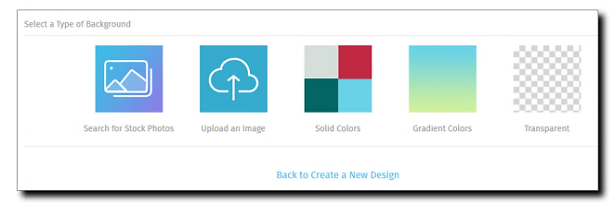 Select a Type of Background
Search for Stock Photos
Upload an Image
Solid Colors
Gradient Colors
Transparent
Back to Create a New Design